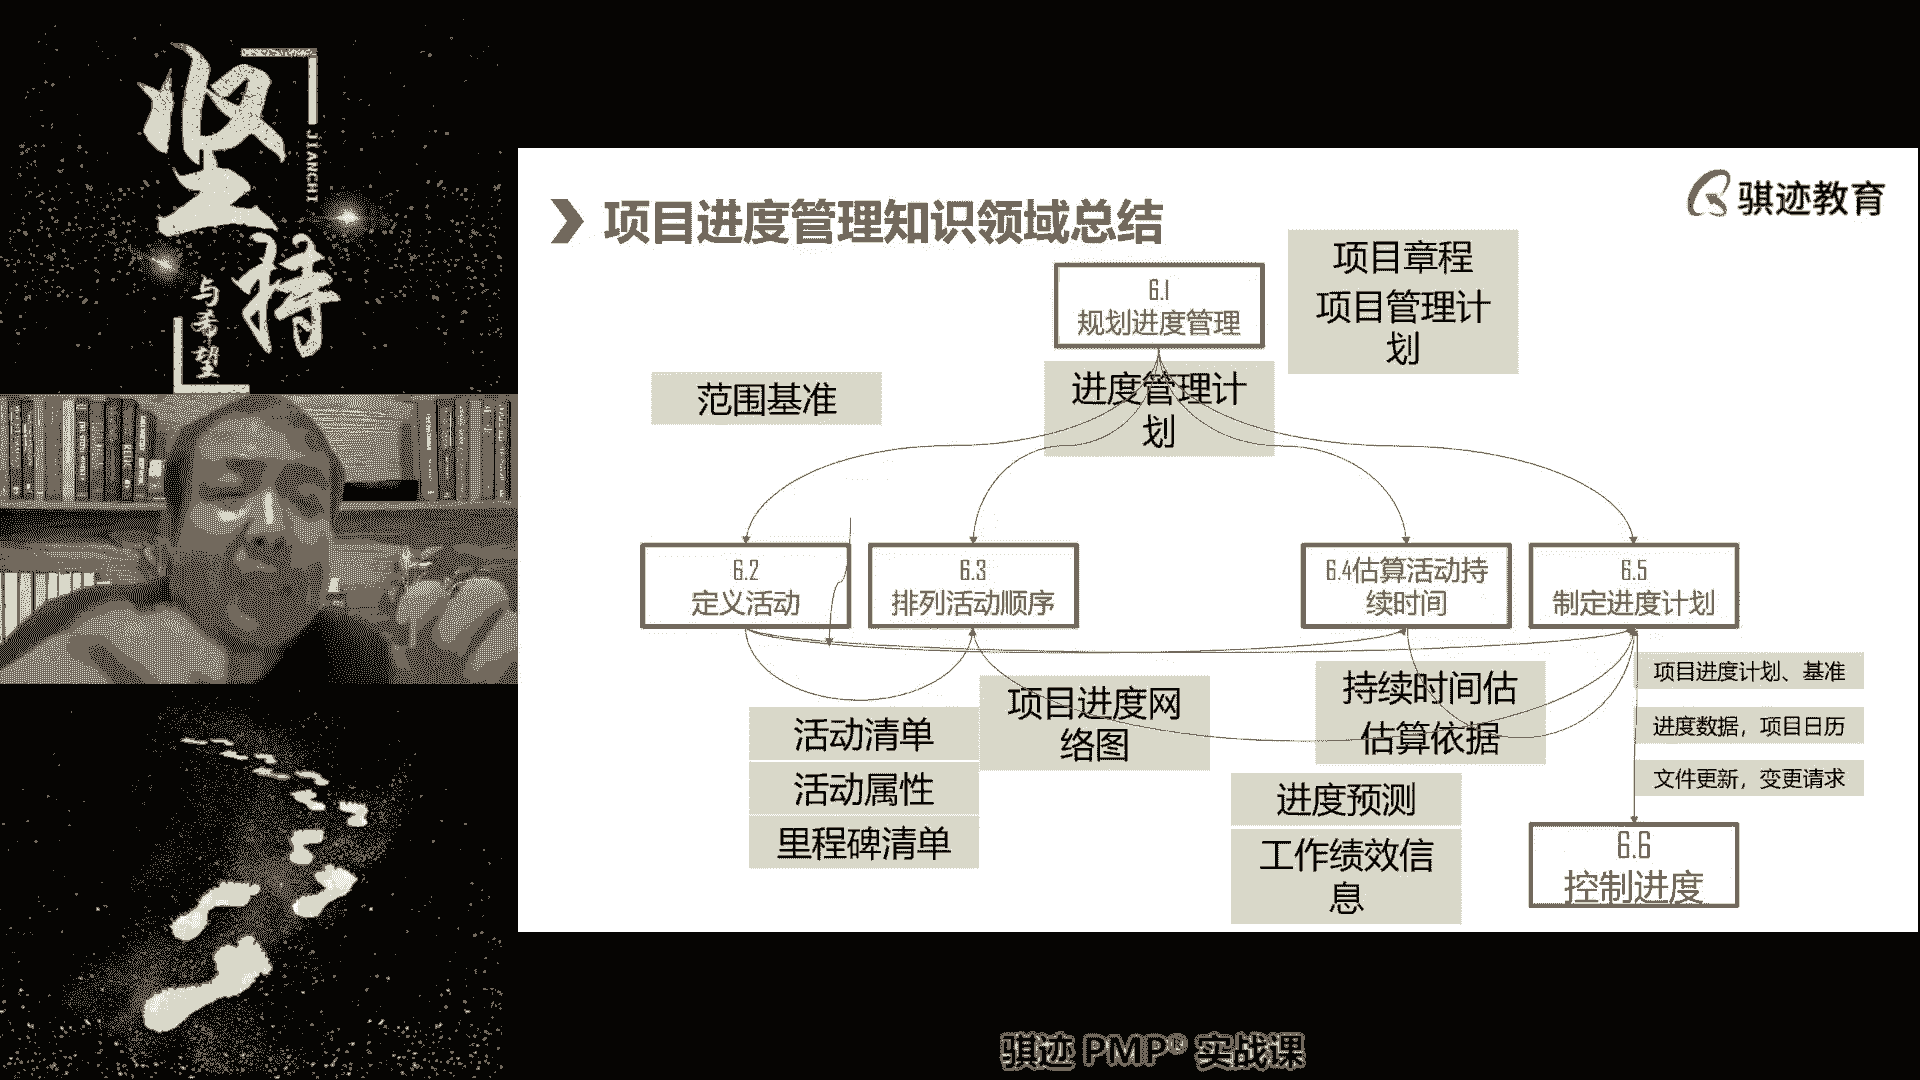 坚持
JIANCHI
与希望
骐迹教育
项目进度管理知识领域总结
项目章程
项目管理计
划
6.1
规划进度管理
范围基准
进度管理计
划
6.2
定义活动
6.3
排列活动顺序
6.4估算活动持
续时间
6.5
制定进度计划
活动清单
活动属性
里程碑清单
项目进度网
络图
持续时间估
估算依据
进度预测
工作绩效信
息
项目进度计划、基准
进度数据，项目日历
文件更新，变更请求
6.6
控制进度
骐迹 PMP® 实战课